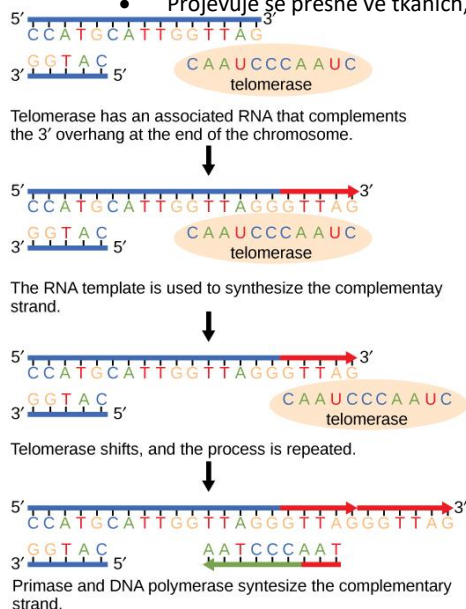 • Projevuje se přesně ve tkáních,
5′ 3′
C C A T G C A T T G G T T A G
G G T A C C A A U C C C A A U C
3′ 5′ telomerase
Telomerase has an associated RNA that complements
the 3′ overhang at the end of the chromosome.
5′ 3′
C C A T G C A T T G G T T A G G G T T A G
G G T A C C A A U C C C A A U C
3′ 5′ telomerase
The RNA template is used to synthesize the complementay
strand.
5′ 3′
C C A T G C A T T G G T T A G G G T T A G
G G T A C C A A U C C C A A U C
3′ 5′ telomerase
Telomerase shifts, and the process is repeated.
5′ 3′
C C A T G C A T T G G T T A G G G T T A G G G T T A G
G G T A C A A T C C C A A T
3′ 5′
Primase and DNA polymerase syntesize the complementary
strand.